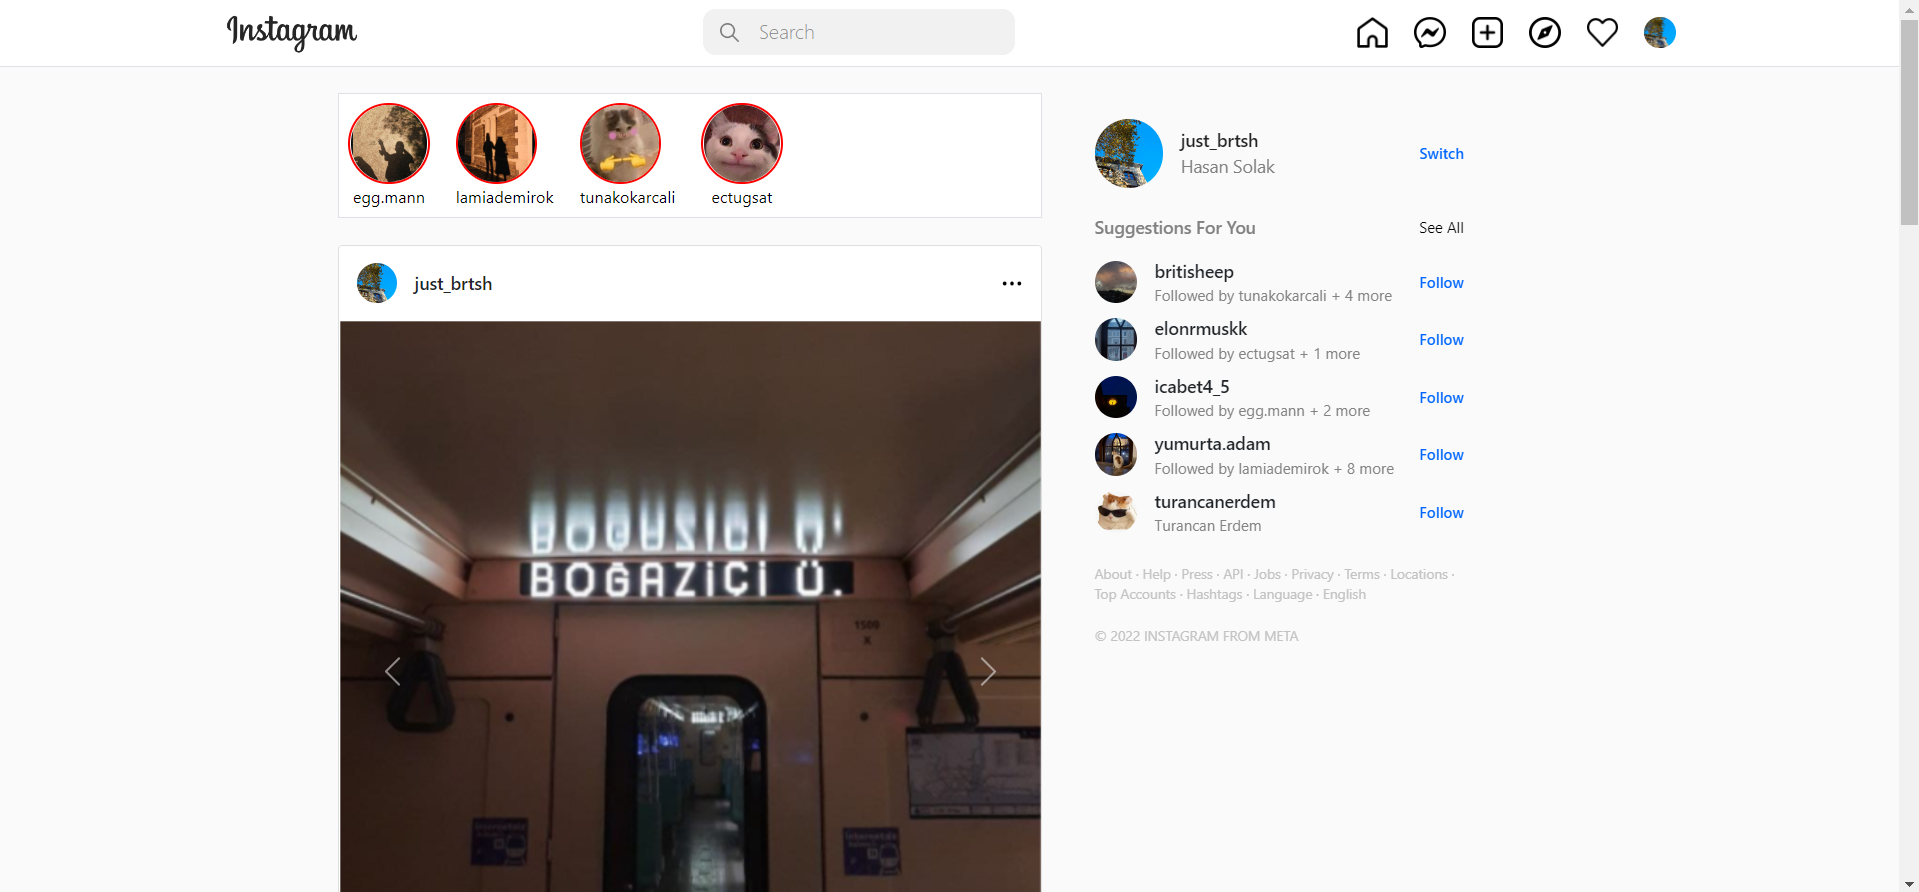 Instagram
Search
egg.mann
lamiademirok
tunakokarcali
ectugsat
just_brtsh
BOĞAZİÇİ Ü.
1509
X
just_brtsh
Hasan Solak
Switch
Suggestions For You
See All
britisheep
Followed by tunakokarcali + 4 more
Follow
elonrmuskk
Followed by ectugsat + 1 more
Follow
icabet4_5
Followed by egg.mann + 2 more
Follow
yumurta.adam
Followed by lamiademirok + 8 more
Follow
turancanerdem
Turancan Erdem
Follow
About · Help · Press · API · Jobs · Privacy · Terms · Locations ·
Top Accounts · Hashtags · Language · English
© 2022 INSTAGRAM FROM META